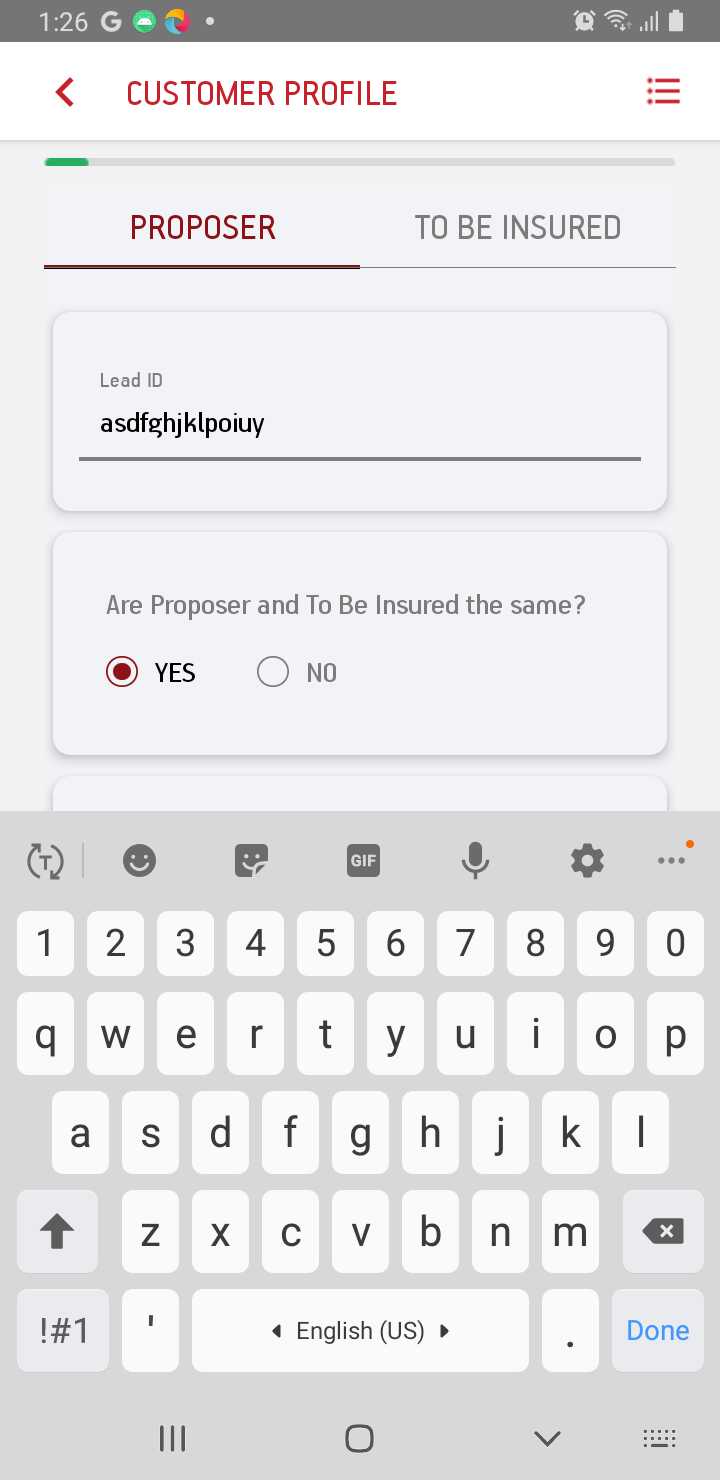 1:26
CUSTOMER PROFILE
PROPOSER TO BE INSURED
Lead ID
asdfghjklpoiuy
Are Proposer and To Be Insured the same?
YES NO
GIF
1 2 3 4 5 6 7 8 9 0
q w e r t y u i o p
a s d f g h j k l
z x c v b n m
!#1 ' English (US) . Done